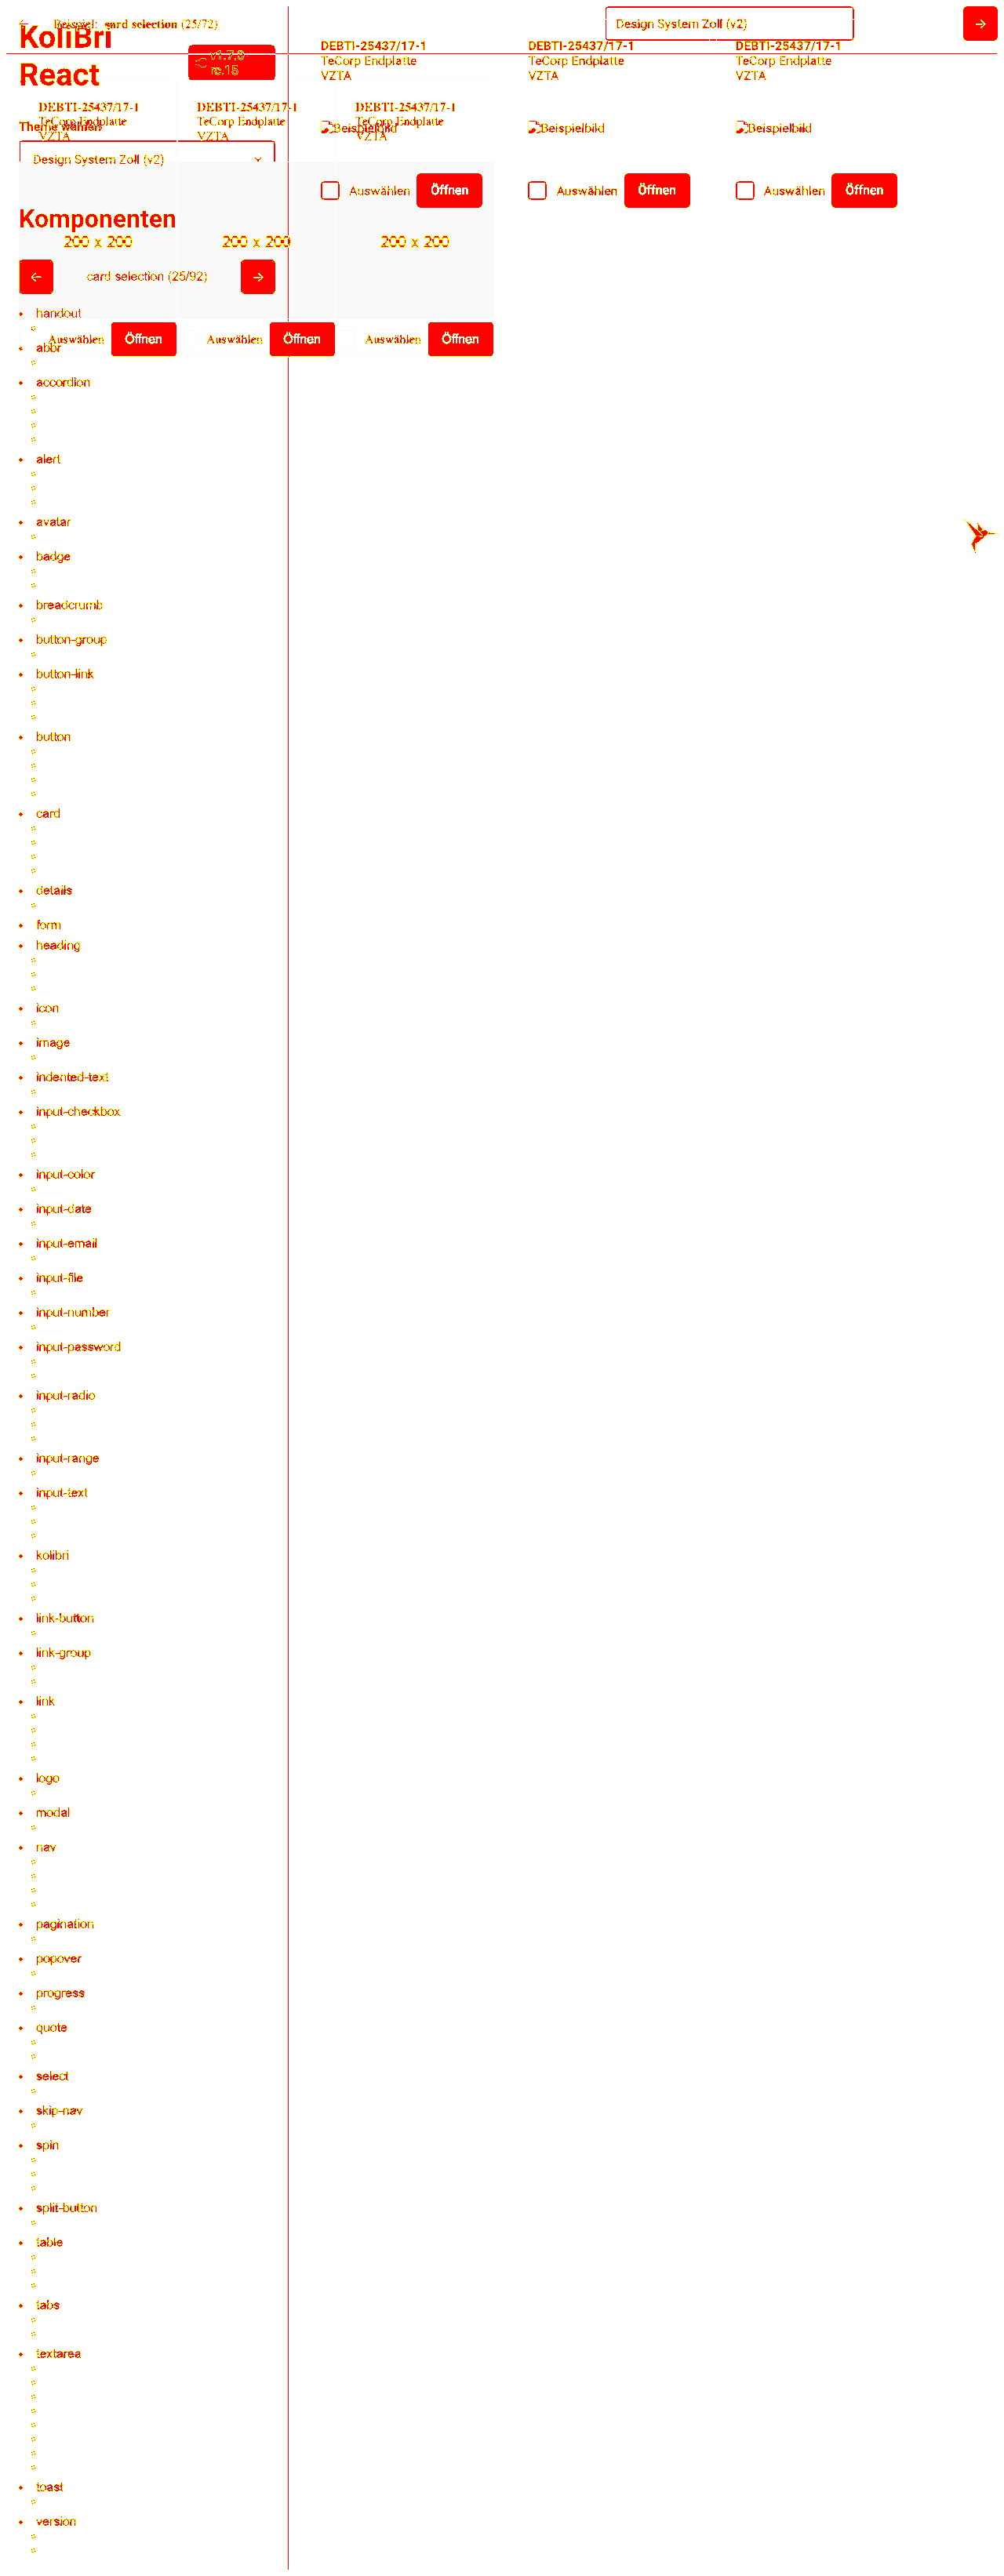 Beispiel: card selection (25/72)
Design System Zoll (v2)
KoliBri
React
v1.7.0-
rc.15
DEBTI-25437/17-1
TeCorp Endplatte
VZTA
DEBTI-25437/17-1
TeCorp Endplatte
VZTA
DEBTI-25437/17-1
TeCorp Endplatte
VZTA
DEBTI-25437/17-1
TeCorp Endplatte
VZTA
DEBTI-25437/17-1
TeCorp Endplatte
VZTA
DEBTI-25437/17-1
TeCorp Endplatte
VZTA
Theme wählen
Beispielbild
Beispielbild
Beispielbild
Design System Zoll (v2)
Auswählen Öffnen
Auswählen Öffnen
Auswählen Öffnen
Komponenten
200 x 200
200 x 200
200 x 200
card selection (25/92)
handout
Auswählen Öffnen
Auswählen Öffnen
Auswählen Öffnen
abbr
accordion
alert
avatar
badge
breadcrumb
button-group
button-link
button
card
details
form
heading
icon
image
indented-text
input-checkbox
input-color
input-date
input-email
input-file
input-number
input-password
input-radio
input-range
input-text
kolibri
link-button
link-group
link
logo
modal
nav
pagination
popover
progress
quote
select
skip-nav
spin
split-button
table
tabs
textarea
toast
version